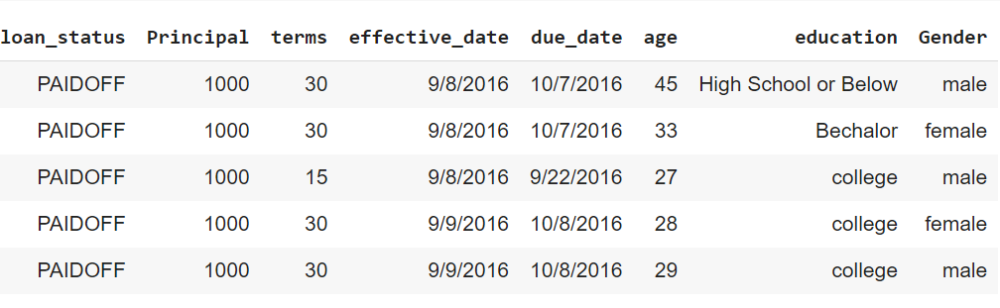 loan_status Principal terms effective_date due_date age education Gender
PAIDOFF 1000 30 9/8/2016 10/7/2016 45 High School or Below male
PAIDOFF 1000 30 9/8/2016 10/7/2016 33 Bechalor female
PAIDOFF 1000 15 9/8/2016 9/22/2016 27 college male
PAIDOFF 1000 30 9/9/2016 10/8/2016 28 college female
PAIDOFF 1000 30 9/9/2016 10/8/2016 29 college male